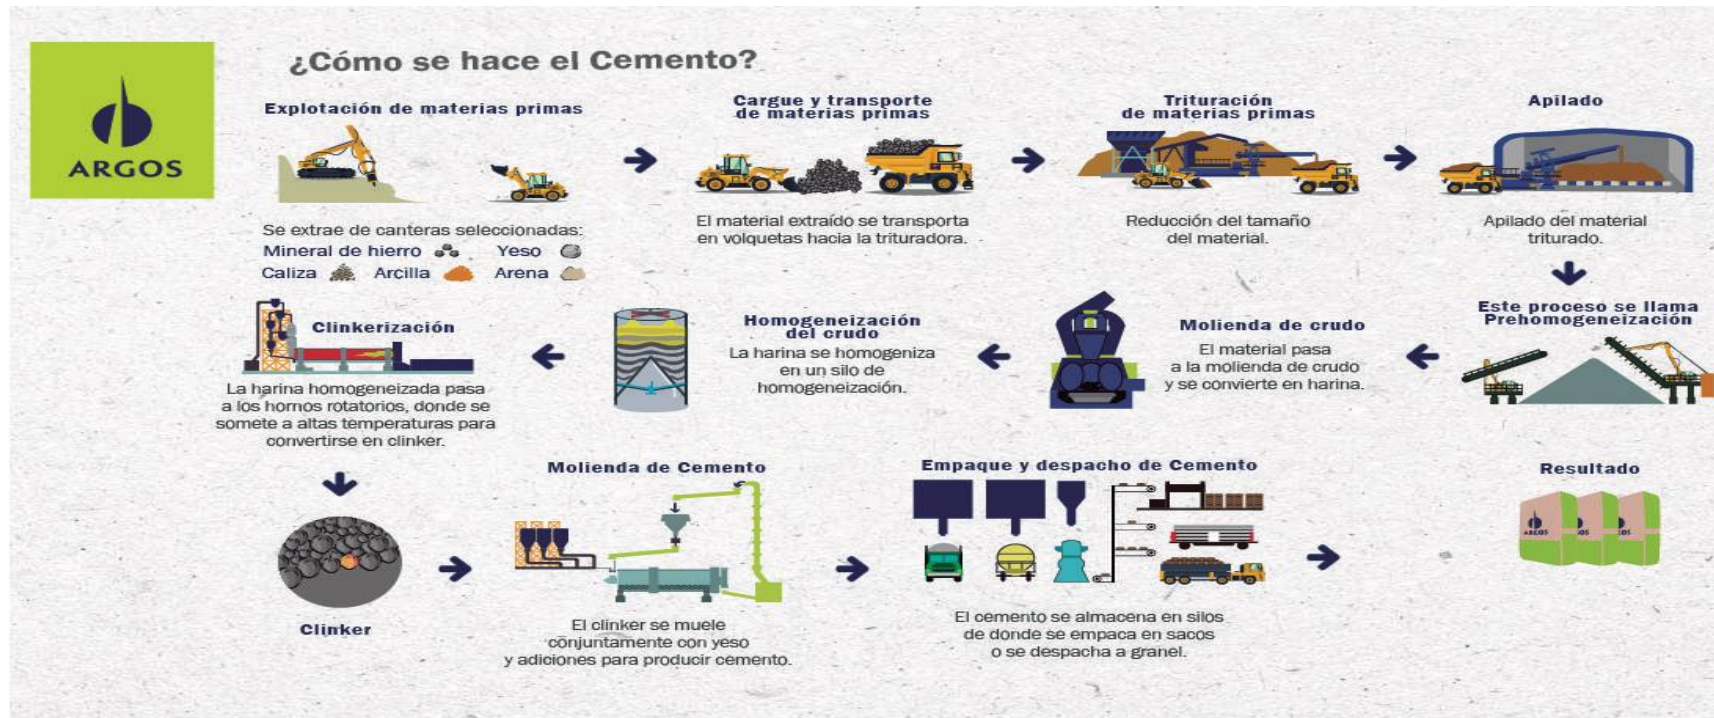 ¿Cómo se hace el Cemento?
ARGOS
Explotación de materias primas
Se extrae de canteras seleccionadas:
Mineral de hierro
Yeso
Caliza
Arcilla
Arena
Cargue y transporte
de materias primas
El material extraído se transporta
en volquetas hacia la trituradora.
Trituración
de materias primas
Reducción del tamaño
del material.
Apilado
Apilado del material
triturado.
Este proceso se llama
Prehomogeneización
Molienda de crudo
El material pasa
a la molienda de crudo
y se convierte en harina.
Homogeneización
del crudo
La harina se homogeniza
en un silo de
homogeneización.
Clinkerización
La harina homogeneizada pasa
a los hornos rotatorios, donde se
somete a altas temperaturas para
convertirse en clinker.
Clinker
Molienda de Cemento
El clinker se muele
conjuntamente con yeso
y adiciones para producir cemento.
Empaque y despacho de Cemento
El cemento se almacena en silos
de donde se empaca en sacos
o se despacha a granel.
Resultado
ARGOS
ARGOS
ARGOS